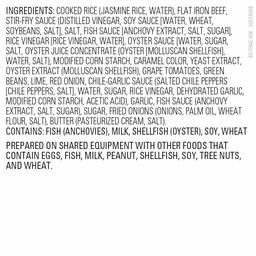 INGREDIENTS: COOKED RICE (JASMINE RICE, WATER), FLAT IRON BEEF,
STIR-FRY SAUCE (DISTILLED VINEGAR, SOY SAUCE [WATER, WHEAT,
SOYBEANS, SALT], SALT, FISH SAUCE [ANCHOVY EXTRACT, SALT, SUGAR],
RICE VINEGAR [RICE VINEGAR, WATER], OYSTER SAUCE [WATER, SUGAR,
SALT, OYSTER JUICE CONCENTRATE (OYSTER [MOLLUSCAN SHELLFISH],
WATER, SALT), MODIFIED CORN STARCH, CARAMEL COLOR, YEAST EXTRACT,
OYSTER EXTRACT (MOLLUSCAN SHELLFISH), GRAPE TOMATOES, GREEN
BEANS, LIME, RED ONION, CHILE-GARLIC SAUCE (SALTED CHILE PEPPERS
[CHILE PEPPERS, SALT], WATER, SUGAR, RICE VINEGAR, DEHYDRATED GARLIC,
MODIFIED CORN STARCH, ACETIC ACID), GARLIC, FISH SAUCE (ANCHOVY
EXTRACT, SALT, SUGAR), SUGAR, FRIED ONIONS (ONIONS, PALM OIL, WHEAT
FLOUR, SALT), BUTTER (PASTEURIZED CREAM, SALT).
CONTAINS: FISH (ANCHOVIES), MILK, SHELLFISH (OYSTER), SOY, WHEAT
PREPARED ON SHARED EQUIPMENT WITH OTHER FOODS THAT
CONTAIN EGGS, FISH, MILK, PEANUT, SHELLFISH, SOY, TREE NUTS,
AND WHEAT.